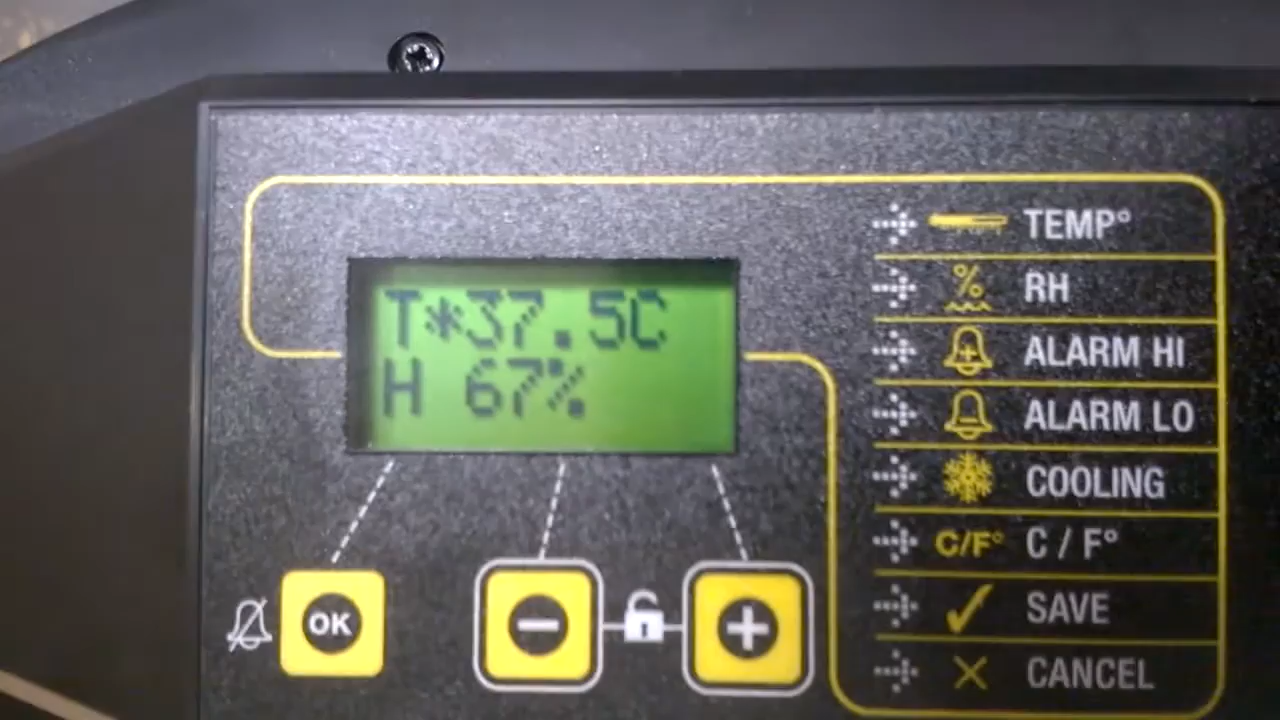 T*37.5C
H 67%
OK
TEMP°
% RH
ALARM HI
ALARM LO
COOLING
C/F° C / F°
SAVE
CANCEL